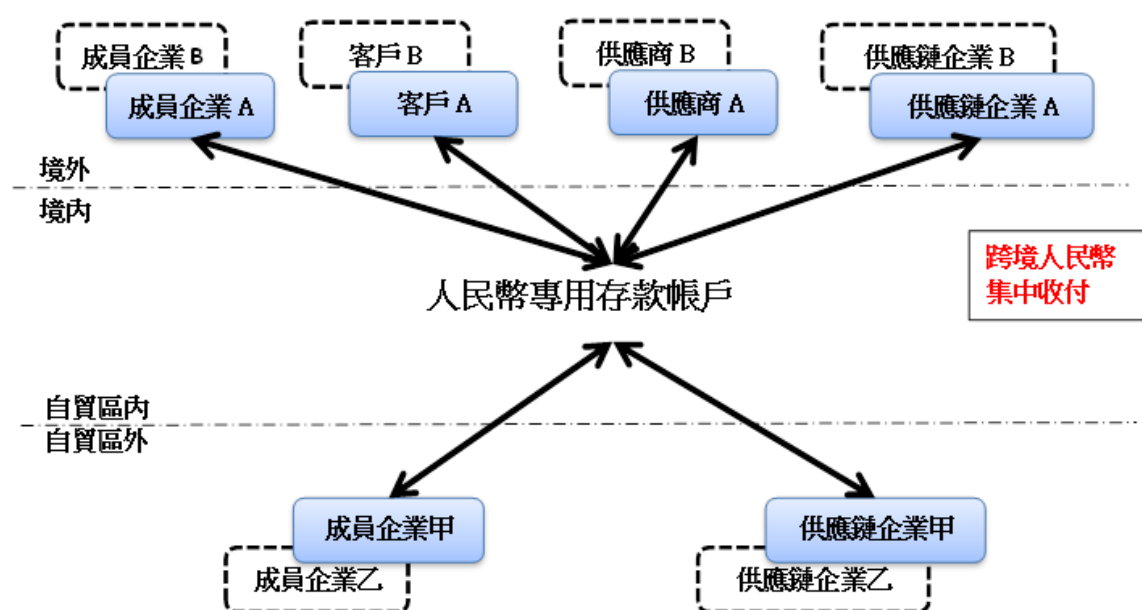 成員企業B
客戶B
供應商B
供應鏈企業B
成員企業A
客戶A
供應商A
供應鏈企業A
境外
境內
跨境人民幣
集中收付
人民幣專用存款帳戶
自貿區內
自貿區外
成員企業甲
供應鏈企業甲
成員企業乙
供應鏈企業乙